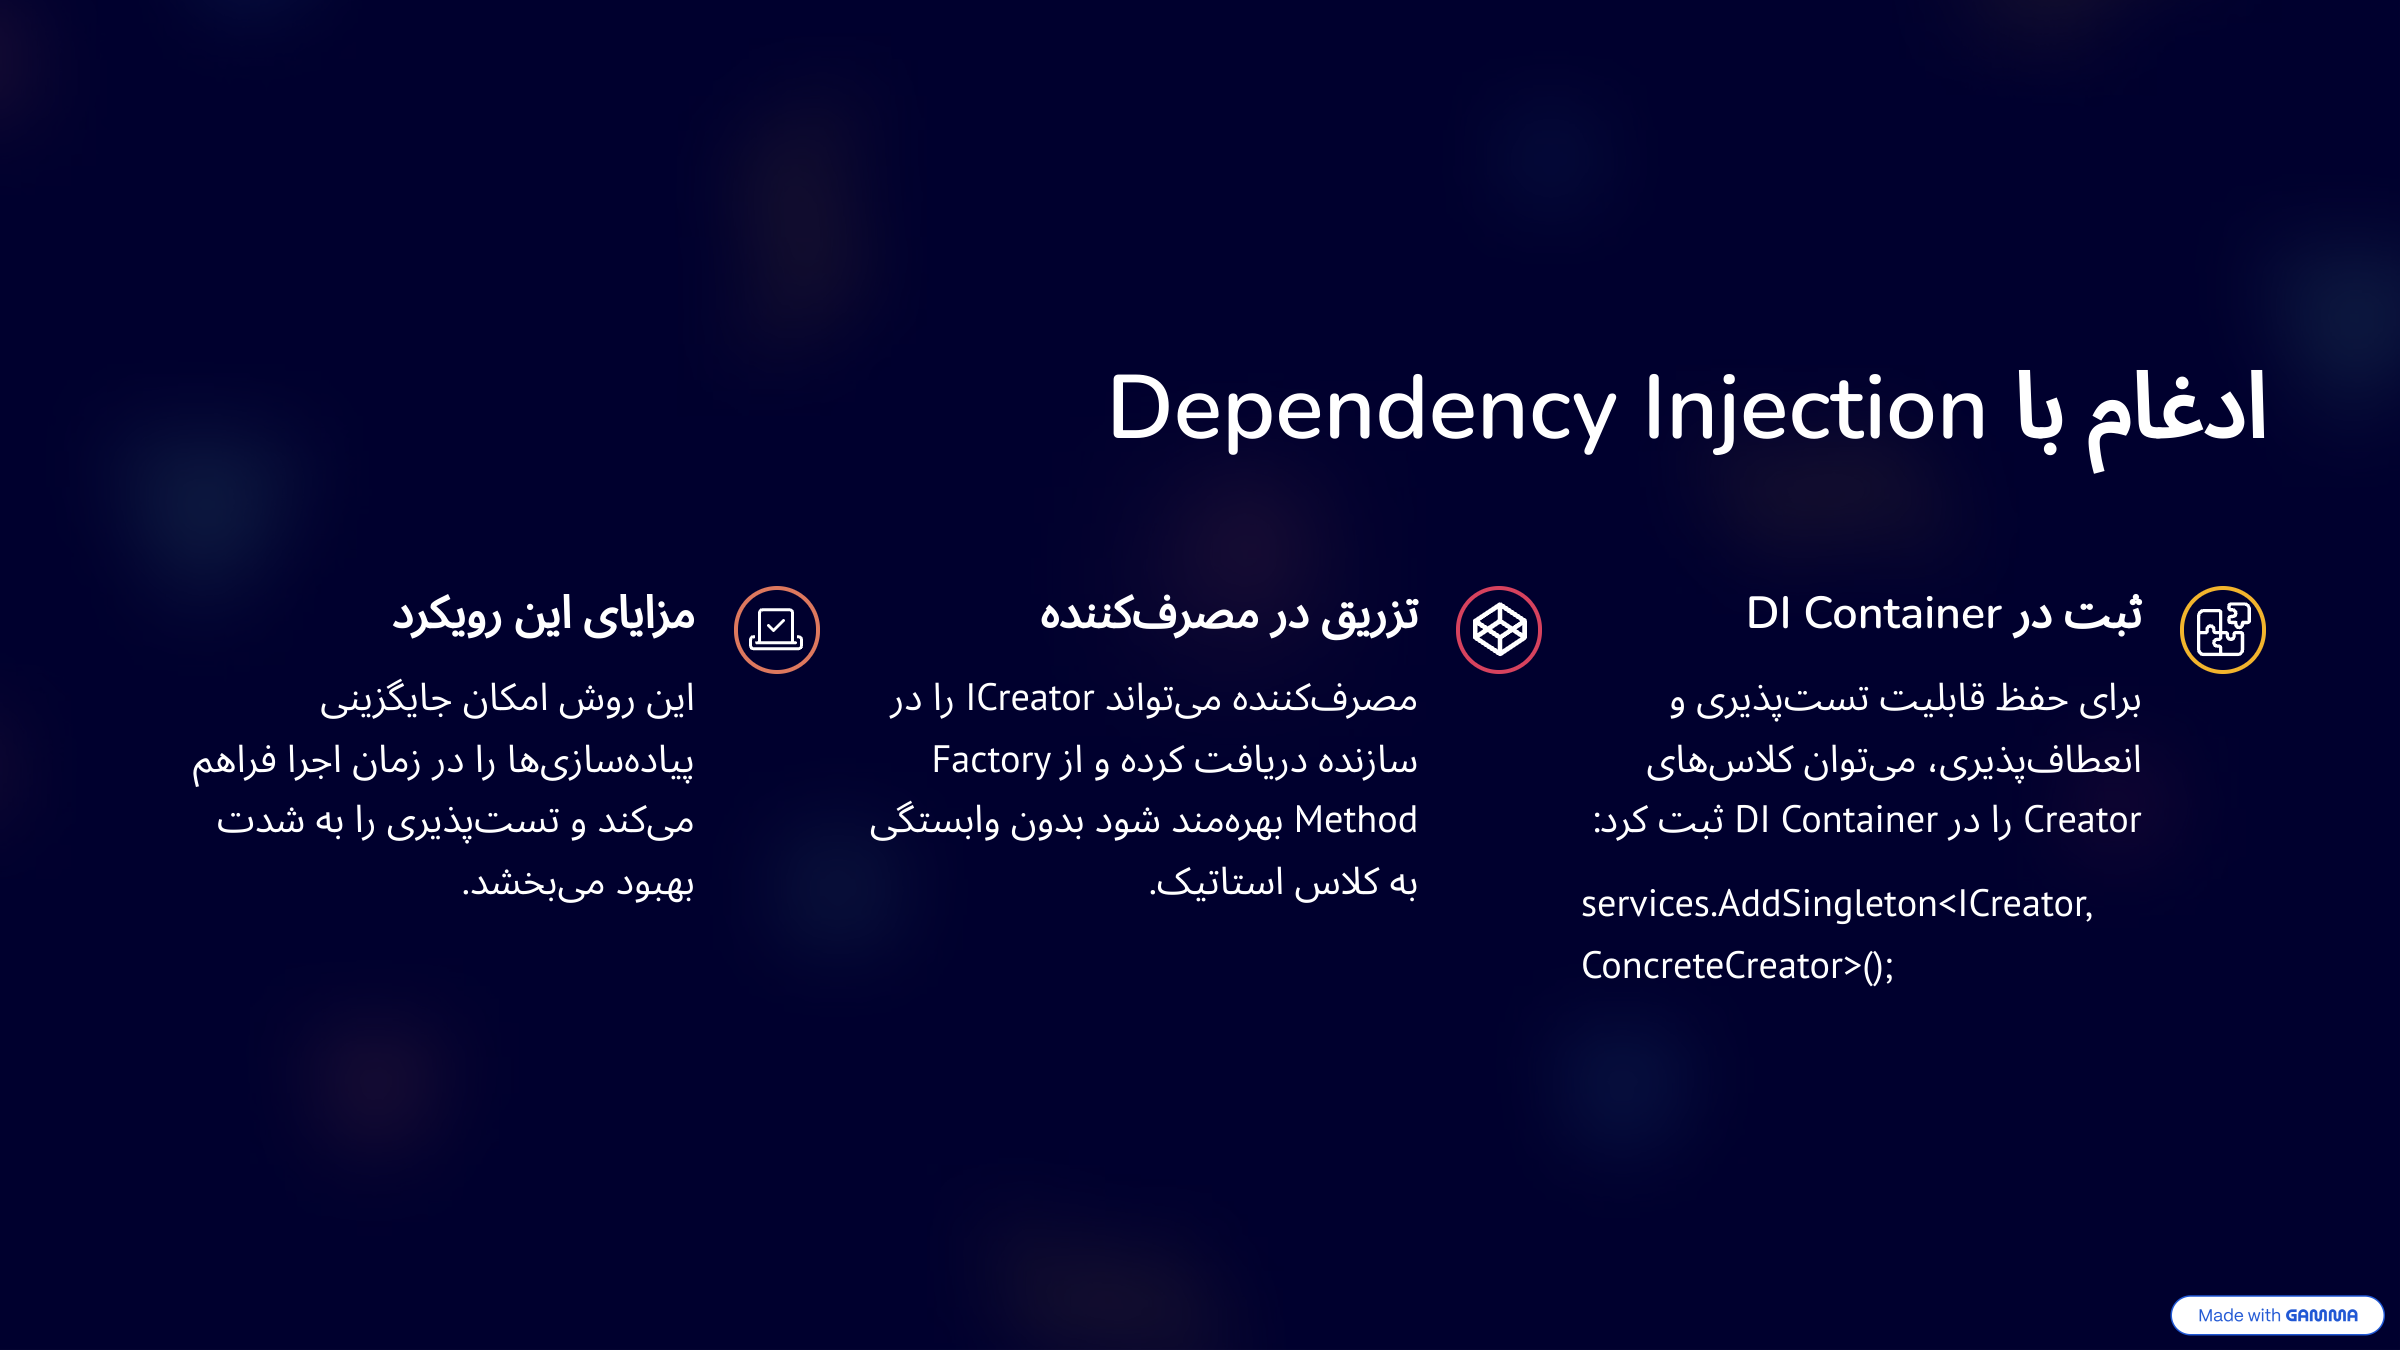 ادغام با Dependency Injection
ثبت در DI Container
برای حفظ قابلیت تست‌پذیری و
انعطاف‌پذیری، می‌توان کلاس‌های
Creator را در DI Container ثبت کرد:
services.AddSingleton<ICreator,
ConcreteCreator>();
تزریق در مصرف‌کننده
مصرف‌کننده می‌تواند ICreator را در
سازنده دریافت کرده و از Factory
Method بهره‌مند شود بدون وابستگی
به کلاس استاتیک.
مزایای این رویکرد
این روش امکان جایگزینی
پیاده‌سازی‌ها را در زمان اجرا فراهم
می‌کند و تست‌پذیری را به شدت
بهبود می‌بخشد.
Made with GAMMA